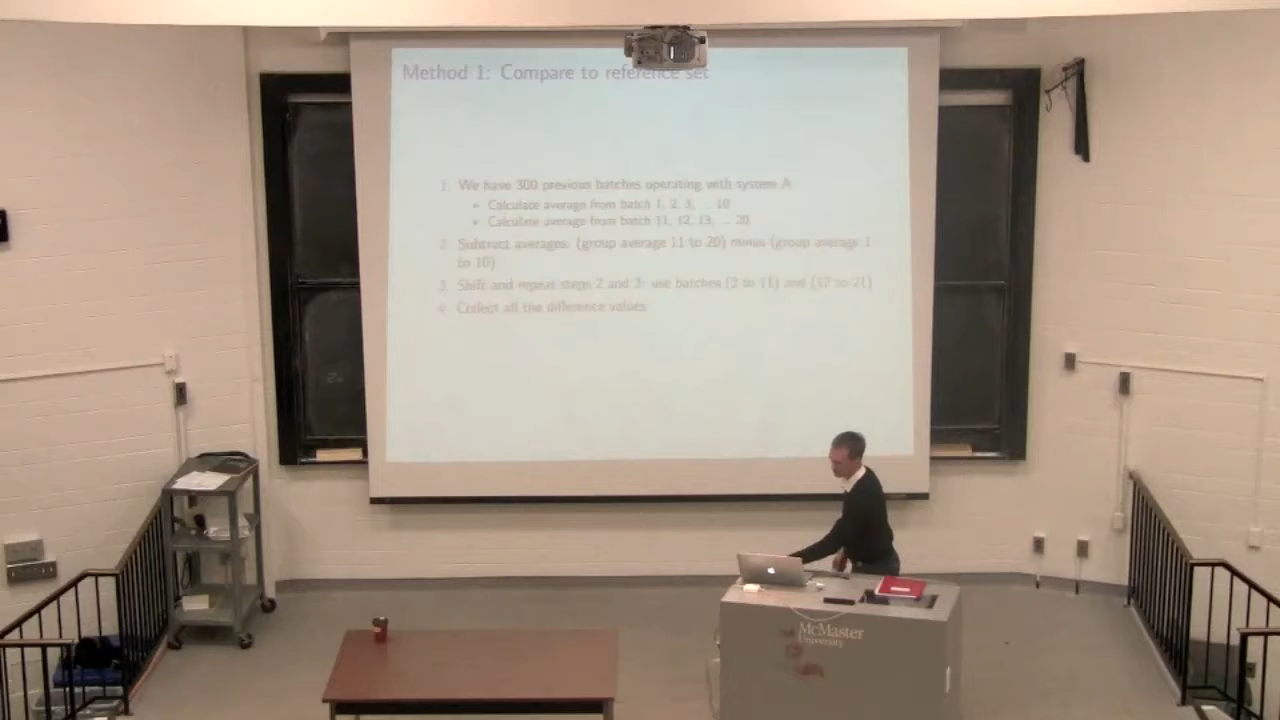 Method 1: Compare to reference set
1. We have 300 previous batches operating with system A
▸ Calculate average from batch 1, 2, 3, ... 10
▸ Calculate average from batch 11, 12, 13, ... 20
2. Subtract averages: (group average 11 to 20) minus (group average 1
to 10)
3. Shift and repeat steps 2 and 3: use batches (2 to 11) and (12 to 21)
4. Collect all the difference values
McMaster
University